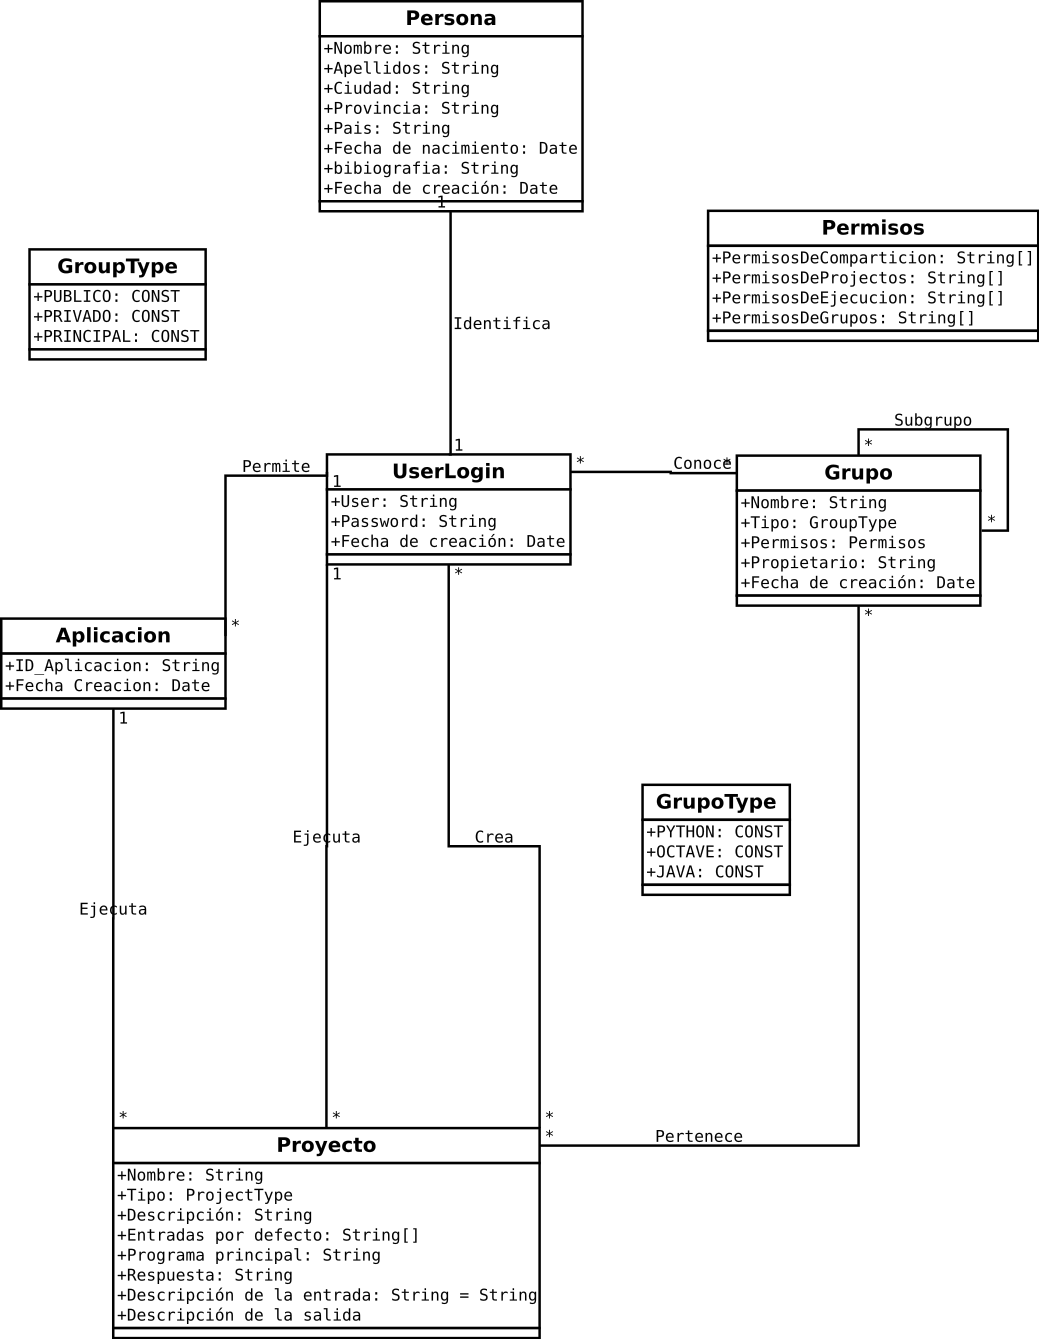 Persona
+Nombre: String
+Apellidos: String
+Ciudad: String
+Provincia: String
+Pais: String
+Fecha de nacimiento: Date
+bibiografia: String
+Fecha de creación: Date
1
Identifica
1
GroupType
+PUBLICO: CONST
+PRIVADO: CONST
+PRINCIPAL: CONST
Permisos
+PermisosDeComparticion: String[]
+PermisosDeProjectos: String[]
+PermisosDeEjecucion: String[]
+PermisosDeGrupos: String[]
Permite
1
*
UserLogin
+User: String
+Password: String
+Fecha de creación: Date
*
Conoce
*
Subgrupo
*
*
Grupo
+Nombre: String
+Tipo: GroupType
+Permisos: Permisos
+Propietario: String
+Fecha de creación: Date
1
*
*
Aplicacion
+ID_Aplicacion: String
+Fecha Creacion: Date
1
GrupoType
+PYTHON: CONST
+OCTAVE: CONST
+JAVA: CONST
Ejecuta
Crea
Ejecuta
*
*
*
*
Pertenece
Proyecto
+Nombre: String
+Tipo: ProjectType
+Descripción: String
+Entradas por defecto: String[]
+Programa principal: String
+Respuesta: String
+Descripción de la entrada: String = String
+Descripción de la salida